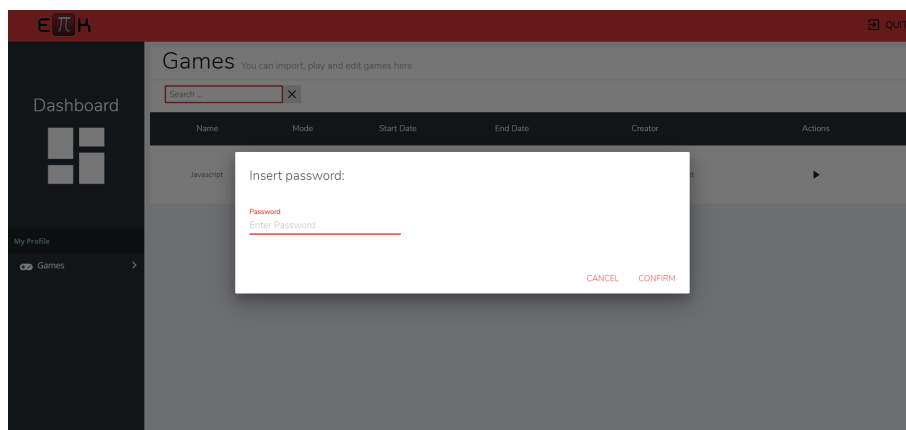 EπK
QUIT
Games You can import, play and edit games here
Dashboard
Search ...
Name Mode Start Date End Date Creator Actions
Javascript
Insert password:
Password
Enter Password
My Profile
Games
CANCEL CONFIRM